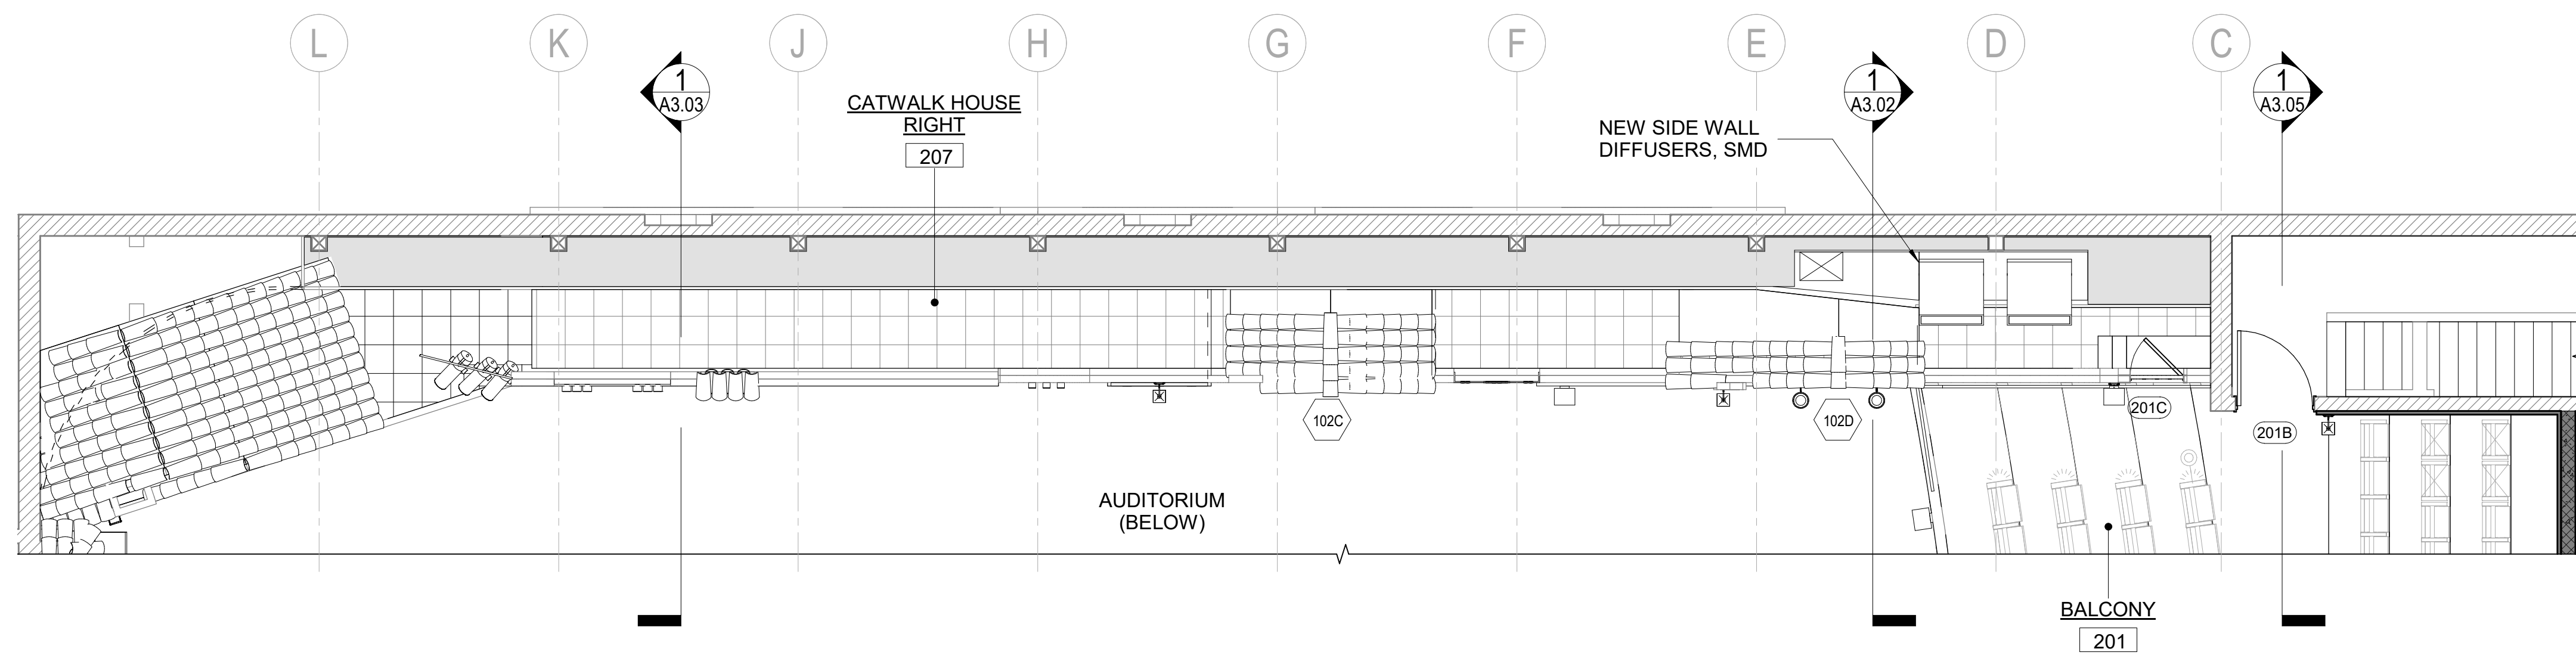 L
K
J
H
G
F
E
D
C
1
A3.03
1
A3.02
1
A3.05
CATWALK HOUSE
RIGHT
207
NEW SIDE WALL
DIFFUSERS, SMD
102C
102D
201C
201B
AUDITORIUM
(BELOW)
BALCONY
201